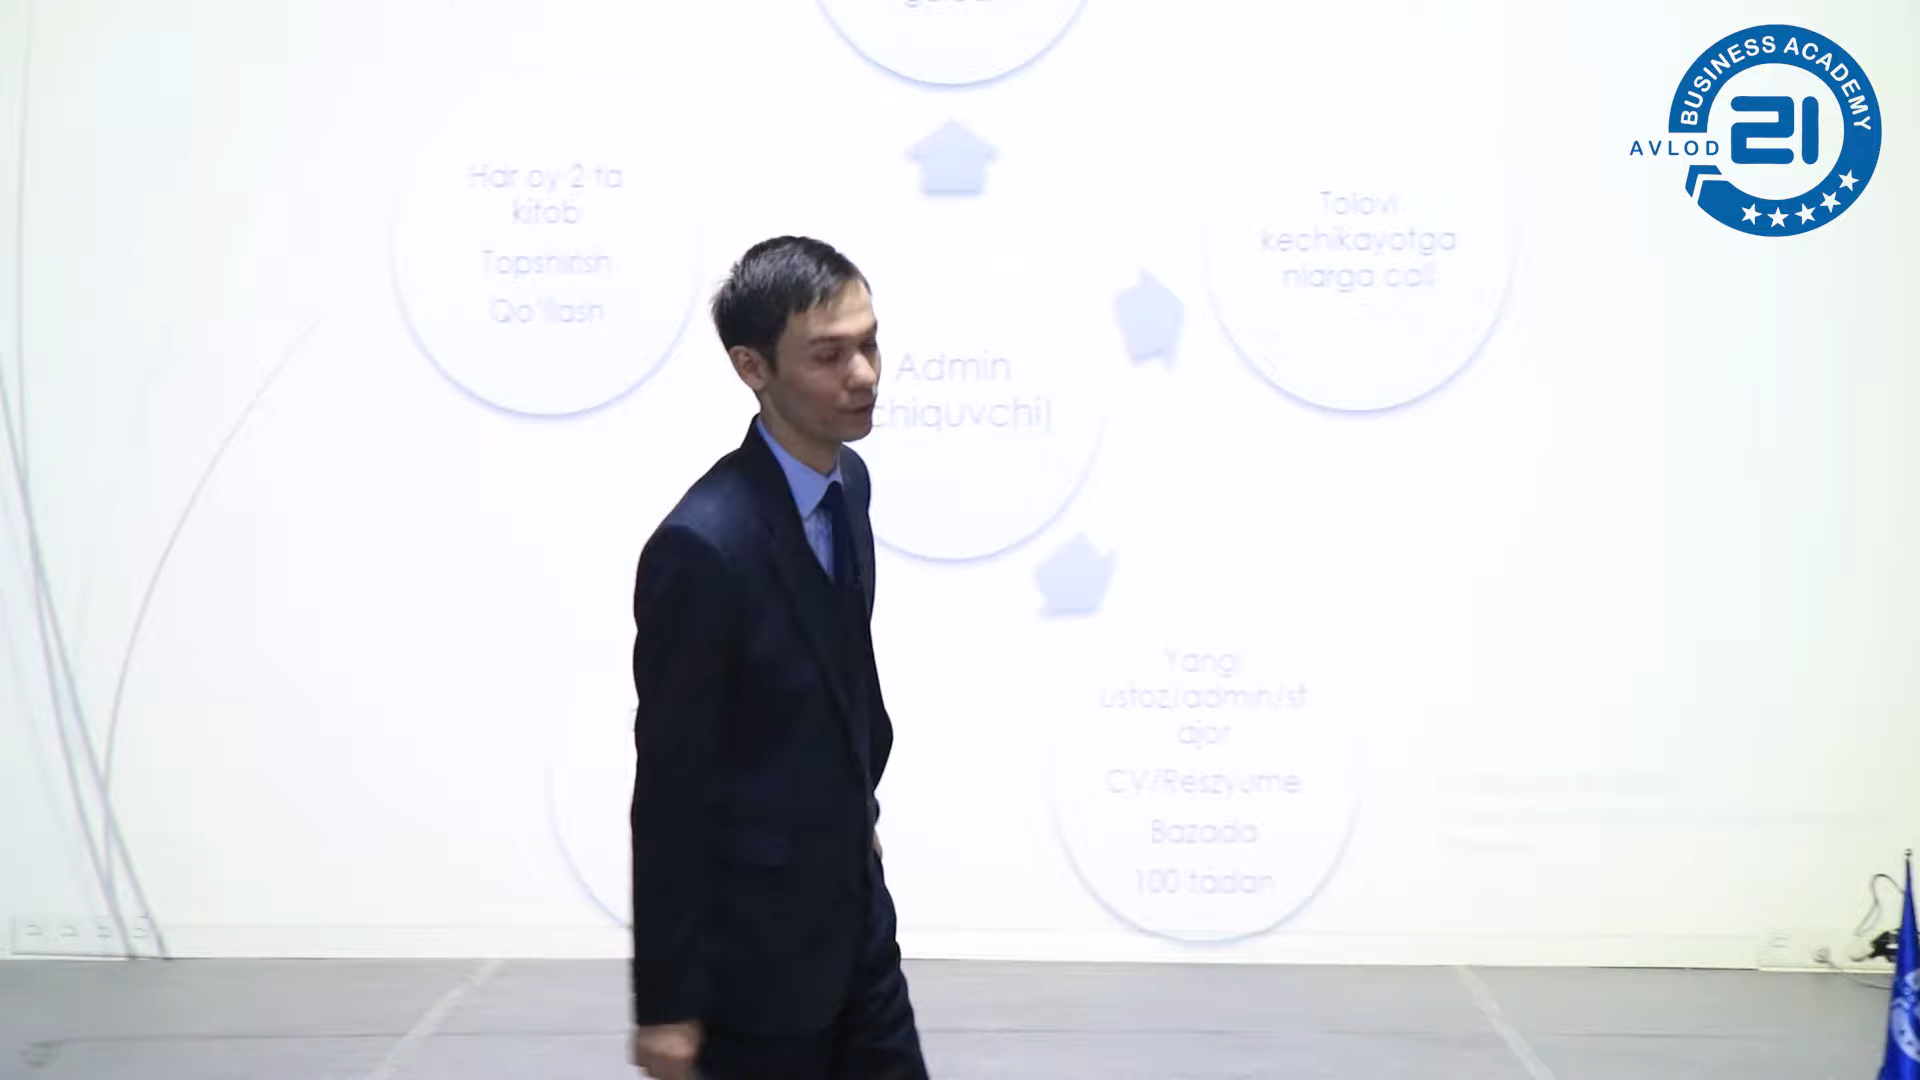 BUSINESS ACADEMY
AVLOD 21
Har oy 2 ta
kitob
Topshirish
Qo'llash
Tolovi
kechikayotga
nlarga call
Admin
chiquvchi)
Yangi
ustoz/admin/st
ajor
CV/Reszyume
Bazada
100 tadan